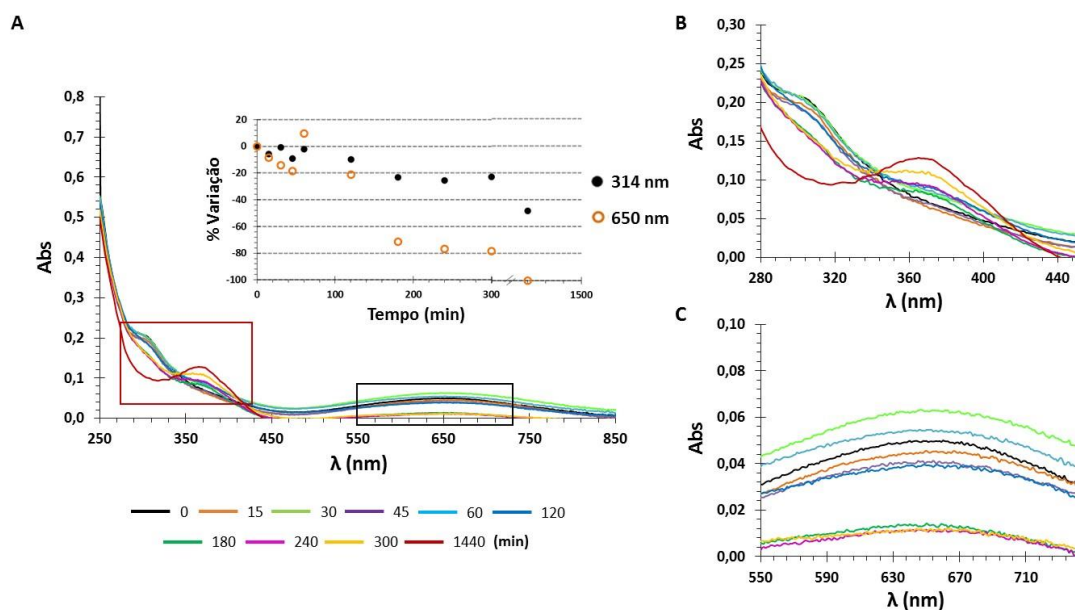 A
Abs
0,8
0,7
0,6
0,5
0,4
0,3
0,2
0,1
0,0
250 350 450 550 650 750 850
λ (nm)
% Variação
20
0
-20
-40
-60
-80
-100
0 100 200 300 1500
Tempo (min)
314 nm
650 nm
0 15 30 45 60 120
180 240 300 1440 (min)
B
Abs
0,30
0,25
0,20
0,15
0,10
0,05
0,00
280 320 360 400 440
λ (nm)
C
Abs
0,10
0,08
0,06
0,04
0,02
0,00
550 590 630 670 710
λ (nm)